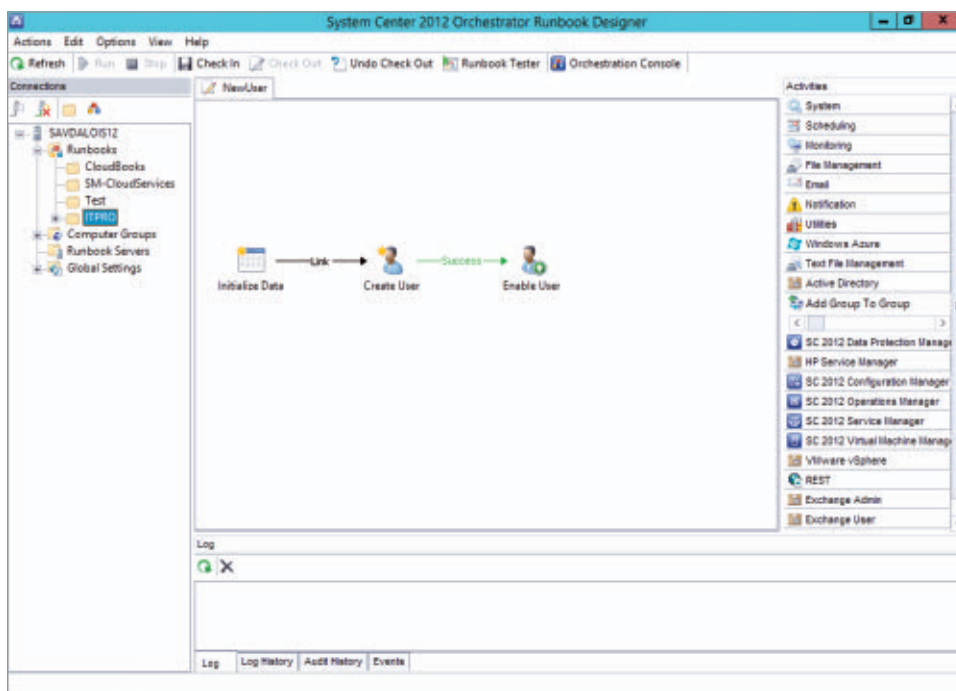 System Center 2012 Orchestrator Runbook Designer
Actions Edit Options View Help
Refresh Run Stop Check In Check Out Undo Check Out Runbook Tester Orchestration Console
Connections
SAVDALOIS12
Runbooks
CloudBooks
SM-CloudServices
Test
ITPRO
Computer Groups
Runbook Servers
Global Settings
NewUser
Initialize Data
Link
Create User
Success
Enable User
Activities
System
Scheduling
Monitoring
File Management
Email
Notification
Utilities
Windows Azure
Text File Management
Active Directory
Add Group To Group
SC 2012 Data Protection Manage
HP Service Manager
SC 2012 Configuration Manager
SC 2012 Operations Manager
SC 2012 Service Manager
SC 2012 Virtual Machine Manag
VMware vSphere
REST
Exchange Admin
Exchange User
Log
Log Log History Audit History Events